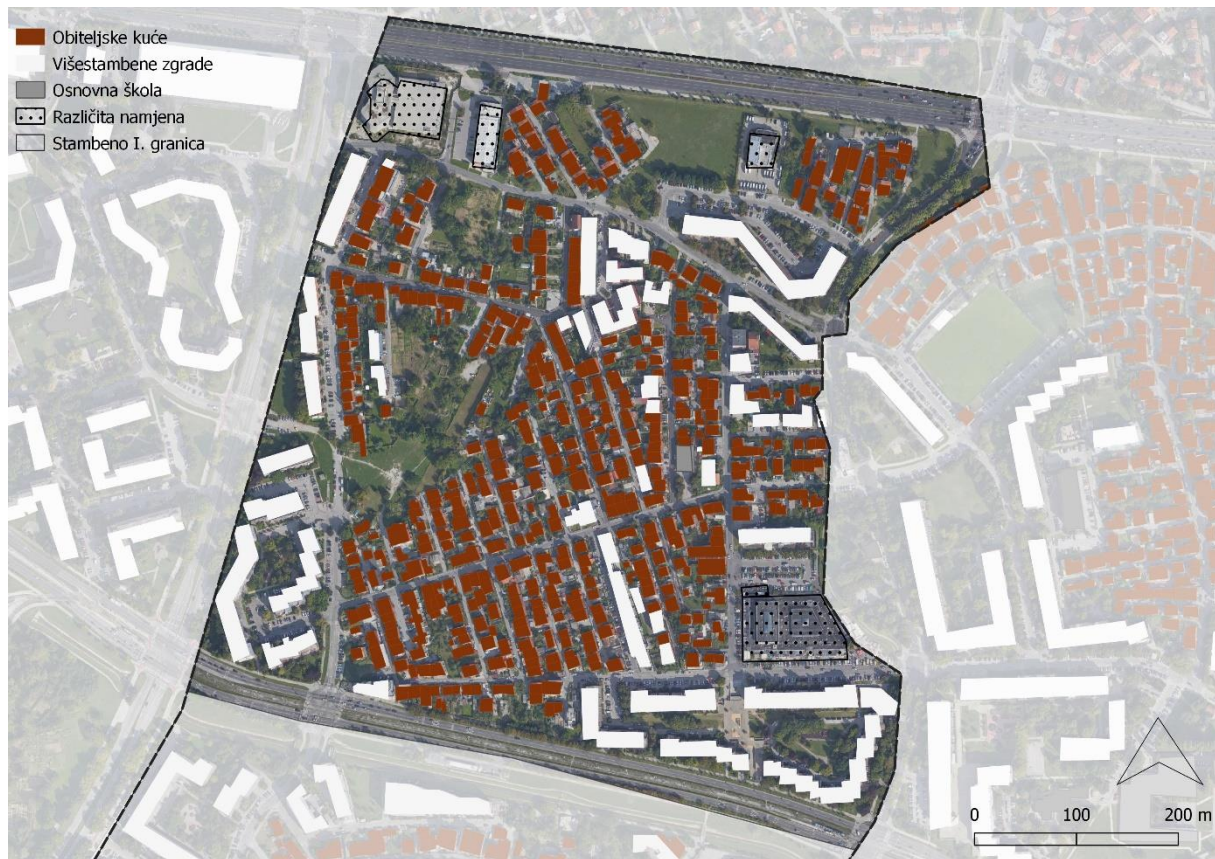 Obiteljske kuće
Višestambene zgrade
Osnovna škola
Različita namjena
Stambeno I. granica
0 100 200 m